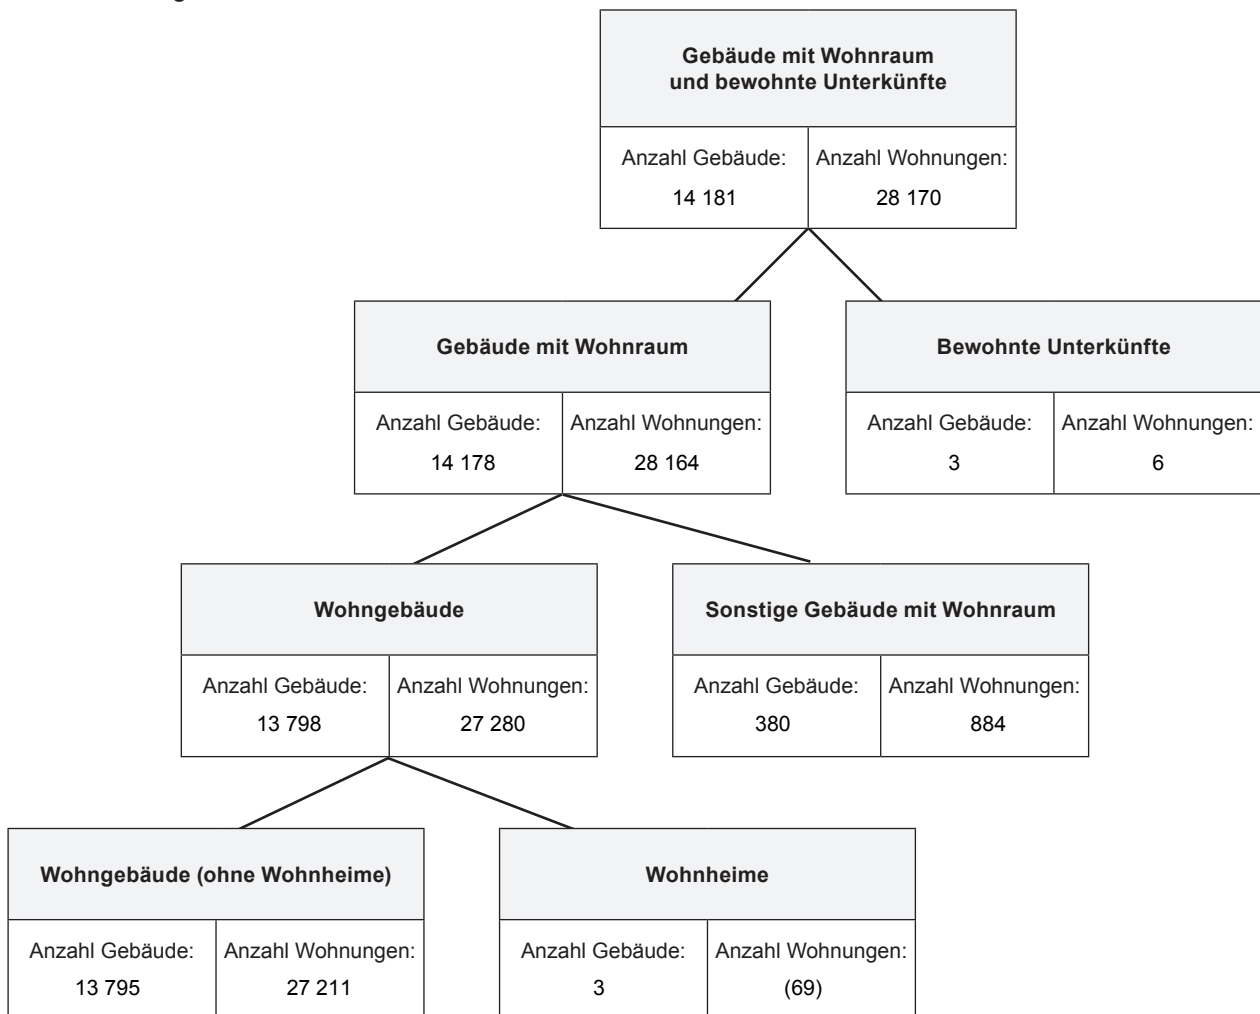 Gebäude mit Wohnraum
und bewohnte Unterkünfte
Anzahl Gebäude: Anzahl Wohnungen:
14 181 28 170
Gebäude mit Wohnraum
Anzahl Gebäude: Anzahl Wohnungen:
14 178 28 164
Bewohnte Unterkünfte
Anzahl Gebäude: Anzahl Wohnungen:
3 6
Wohngebäude
Anzahl Gebäude: Anzahl Wohnungen:
13 798 27 280
Sonstige Gebäude mit Wohnraum
Anzahl Gebäude: Anzahl Wohnungen:
380 884
Wohngebäude (ohne Wohnheime)
Anzahl Gebäude: Anzahl Wohnungen:
13 795 27 211
Wohnheime
Anzahl Gebäude: Anzahl Wohnungen:
3 (69)